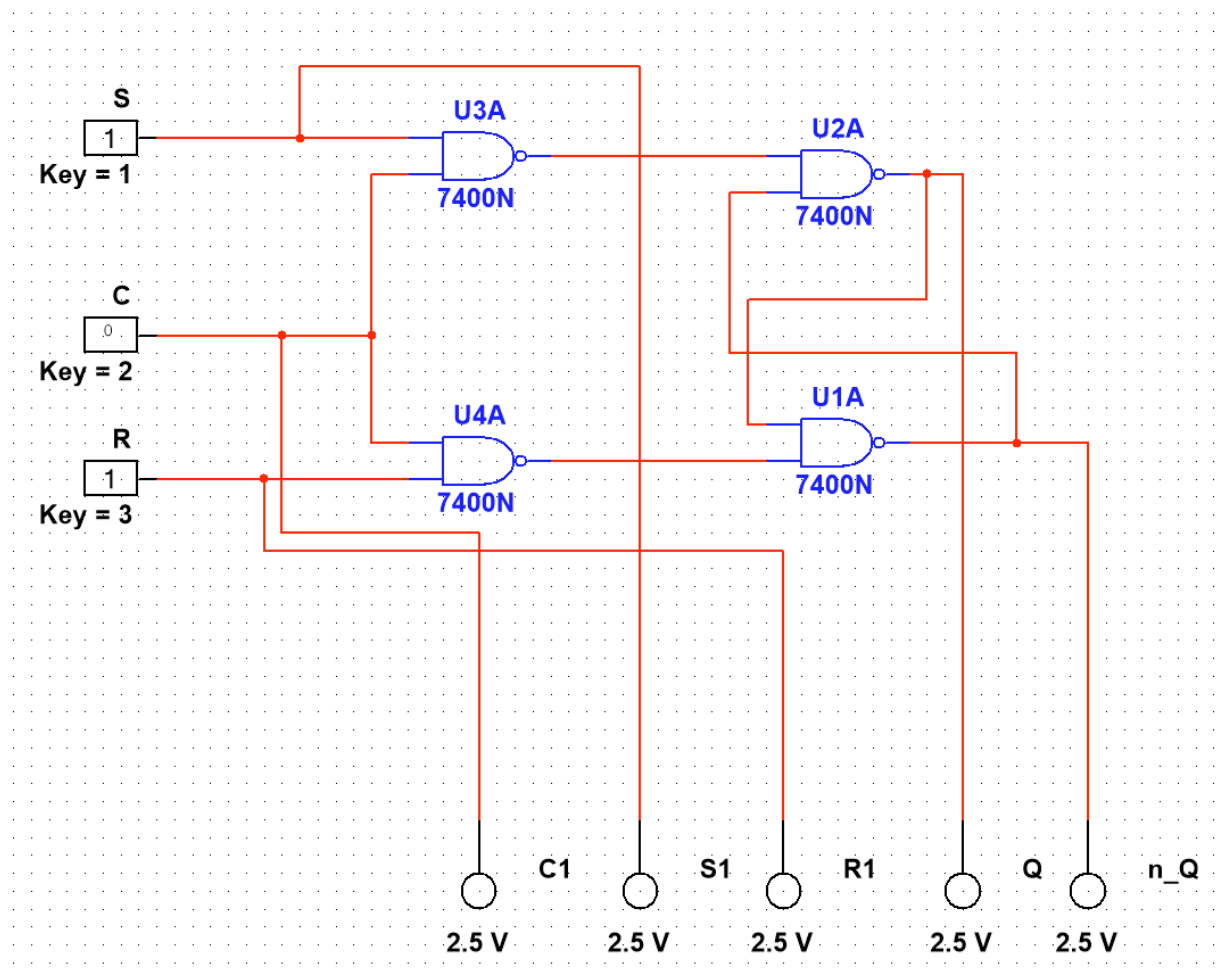 S
1
Key = 1
U3A
7400N
U2A
7400N
C
0
Key = 2
R
1
Key = 3
U4A
7400N
U1A
7400N
C1
S1
R1
Q
n_Q
2.5 V
2.5 V
2.5 V
2.5 V
2.5 V